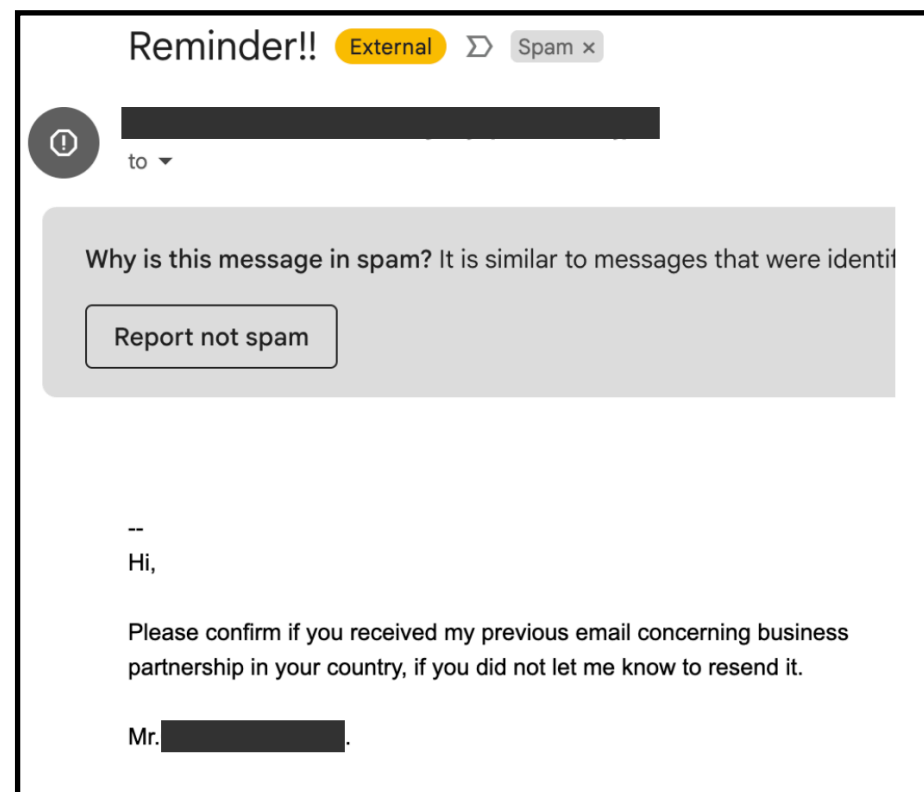 Reminder!! External Spam ×
to
Why is this message in spam? It is similar to messages that were
Report not spam
--
Hi,
Please confirm if you received my previous email concerning business
partnership in your country, if you did not let me know to resend it.
Mr. .